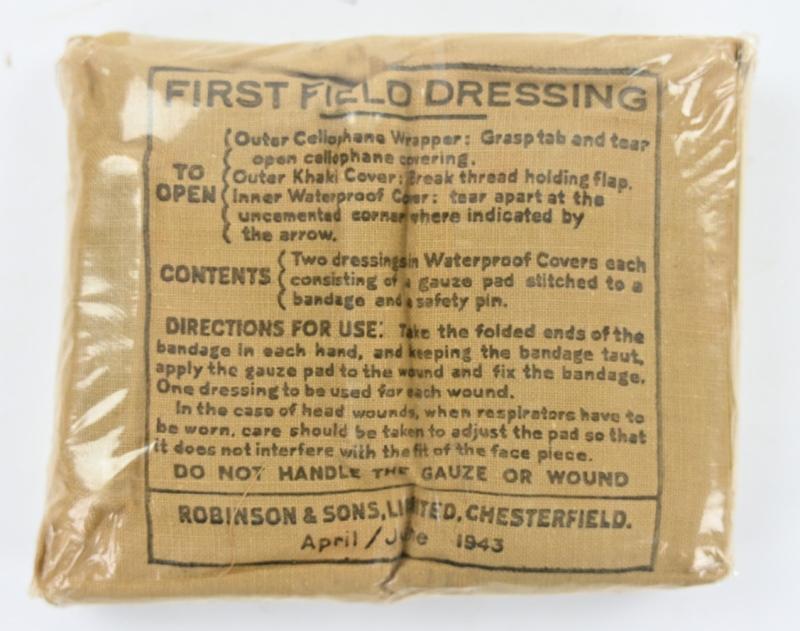 FIRST FIELD DRESSING
TO OPEN
Outer Cellophane Wrapper: Grasp tab and tear
open cellophane covering.
Outer Khaki Cover: Break thread holding flap.
Inner Waterproof Cover: tear apart at the
uncemented corner where indicated by
the arrow.
CONTENTS
Two dressings in Waterproof Covers each
consisting of a gauze pad stitched to a
bandage and a safety pin.
DIRECTIONS FOR USE: Take the folded ends of the
bandage in each hand, and keeping the bandage taut,
apply the gauze pad to the wound and fix the bandage.
One dressing to be used for each wound.
In the case of head wounds, when respirators have to
be worn, care should be taken to adjust the pad so that
it does not interfere with the fit of the face piece.
DO NOT HANDLE THE GAUZE OR WOUND
ROBINSON & SONS, LIMITED, CHESTERFIELD.
April / June 1943